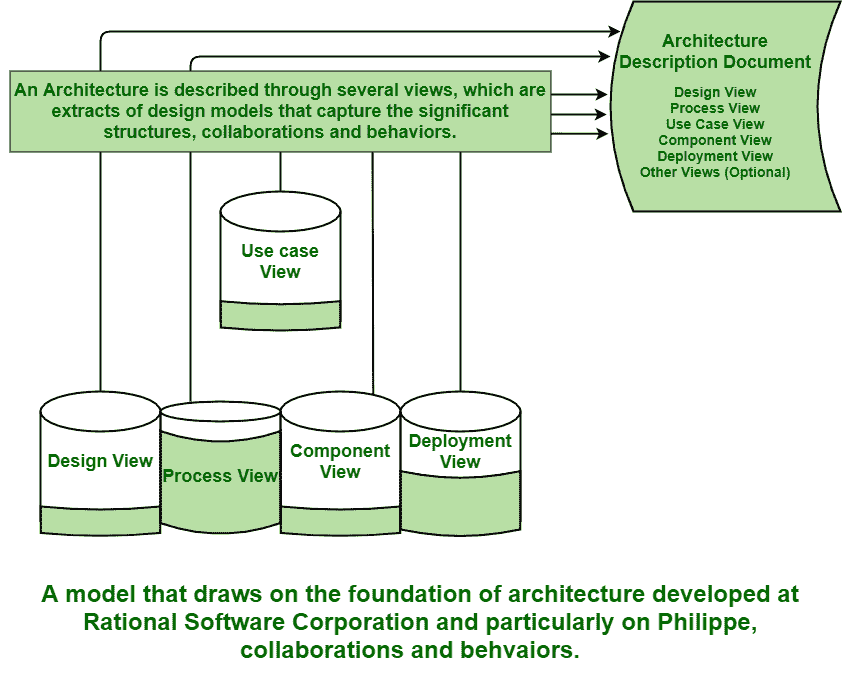 Architecture
Description Document
Design View
Process View
Use Case View
Component View
Deployment View
Other Views (Optional)
An Architecture is described through several views, which are
extracts of design models that capture the significant
structures, collaborations and behaviors.
Use case
View
Design View
Process View
Component
View
Deployment
View
A model that draws on the foundation of architecture developed at
Rational Software Corporation and particularly on Philippe,
collaborations and behvaiors.